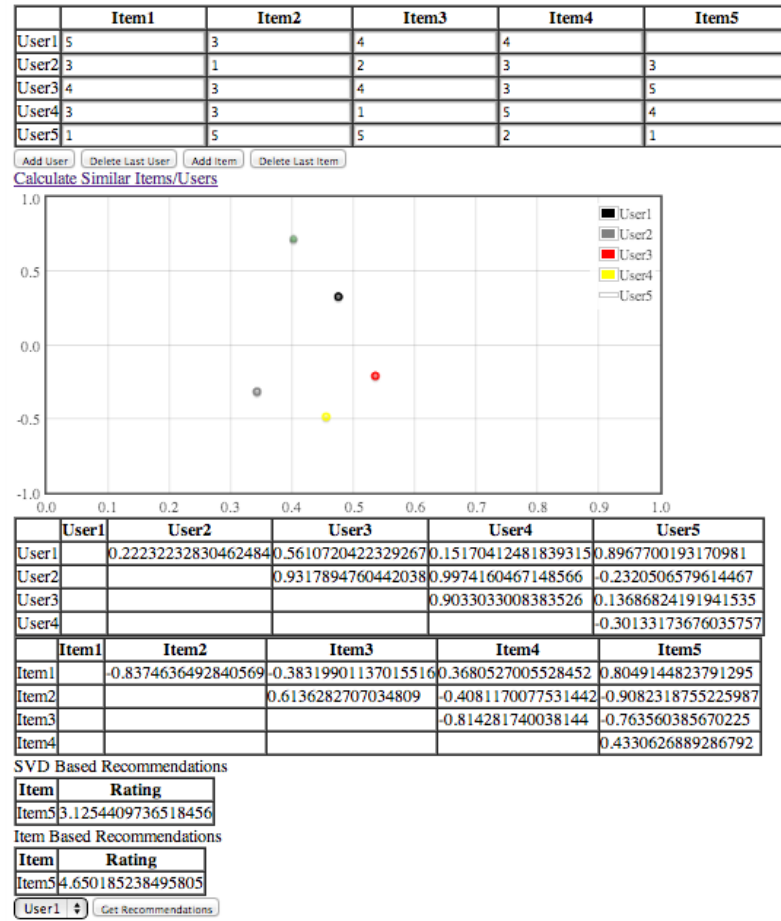 Item1 Item2 Item3 Item4 Item5
User1 5 3 4 4
User2 3 1 2 3 3
User3 4 3 4 3 5
User4 3 3 1 5 4
User5 1 5 5 2 1
Add User Delete Last User Add Item Delete Last Item
Calculate Similar Items/Users
1.0
User1
User2
User3
User4
User5
0.5
0.0
-0.5
-1.0
0.0 0.1 0.2 0.3 0.4 0.5 0.6 0.7 0.8 0.9 1.0
User1 User2 User3 User4 User5
User1 0.22232322830462484 0.5610720422329267 0.15170412481839315 0.8967700193170981
User2 0.9317894760442038 0.9974160467148566 -0.2320506579614467
User3 0.9033033008383526 0.13686824191941535
User4 -0.30133173676035757
Item1 Item2 Item3 Item4 Item5
Item1 -0.8374636492840569 -0.38319901137015516 0.3680527005528452 0.8049144823791295
Item2 0.6136282707034809 -0.4081170077531442 -0.9082318755225987
Item3 -0.814281740038144 -0.763560385670225
Item4 0.4330626889286792
SVD Based Recommendations
Item Rating
Item5 3.1254409736518456
Item Based Recommendations
Item Rating
Item5 4.650185238495805
User1 Get Recommendations